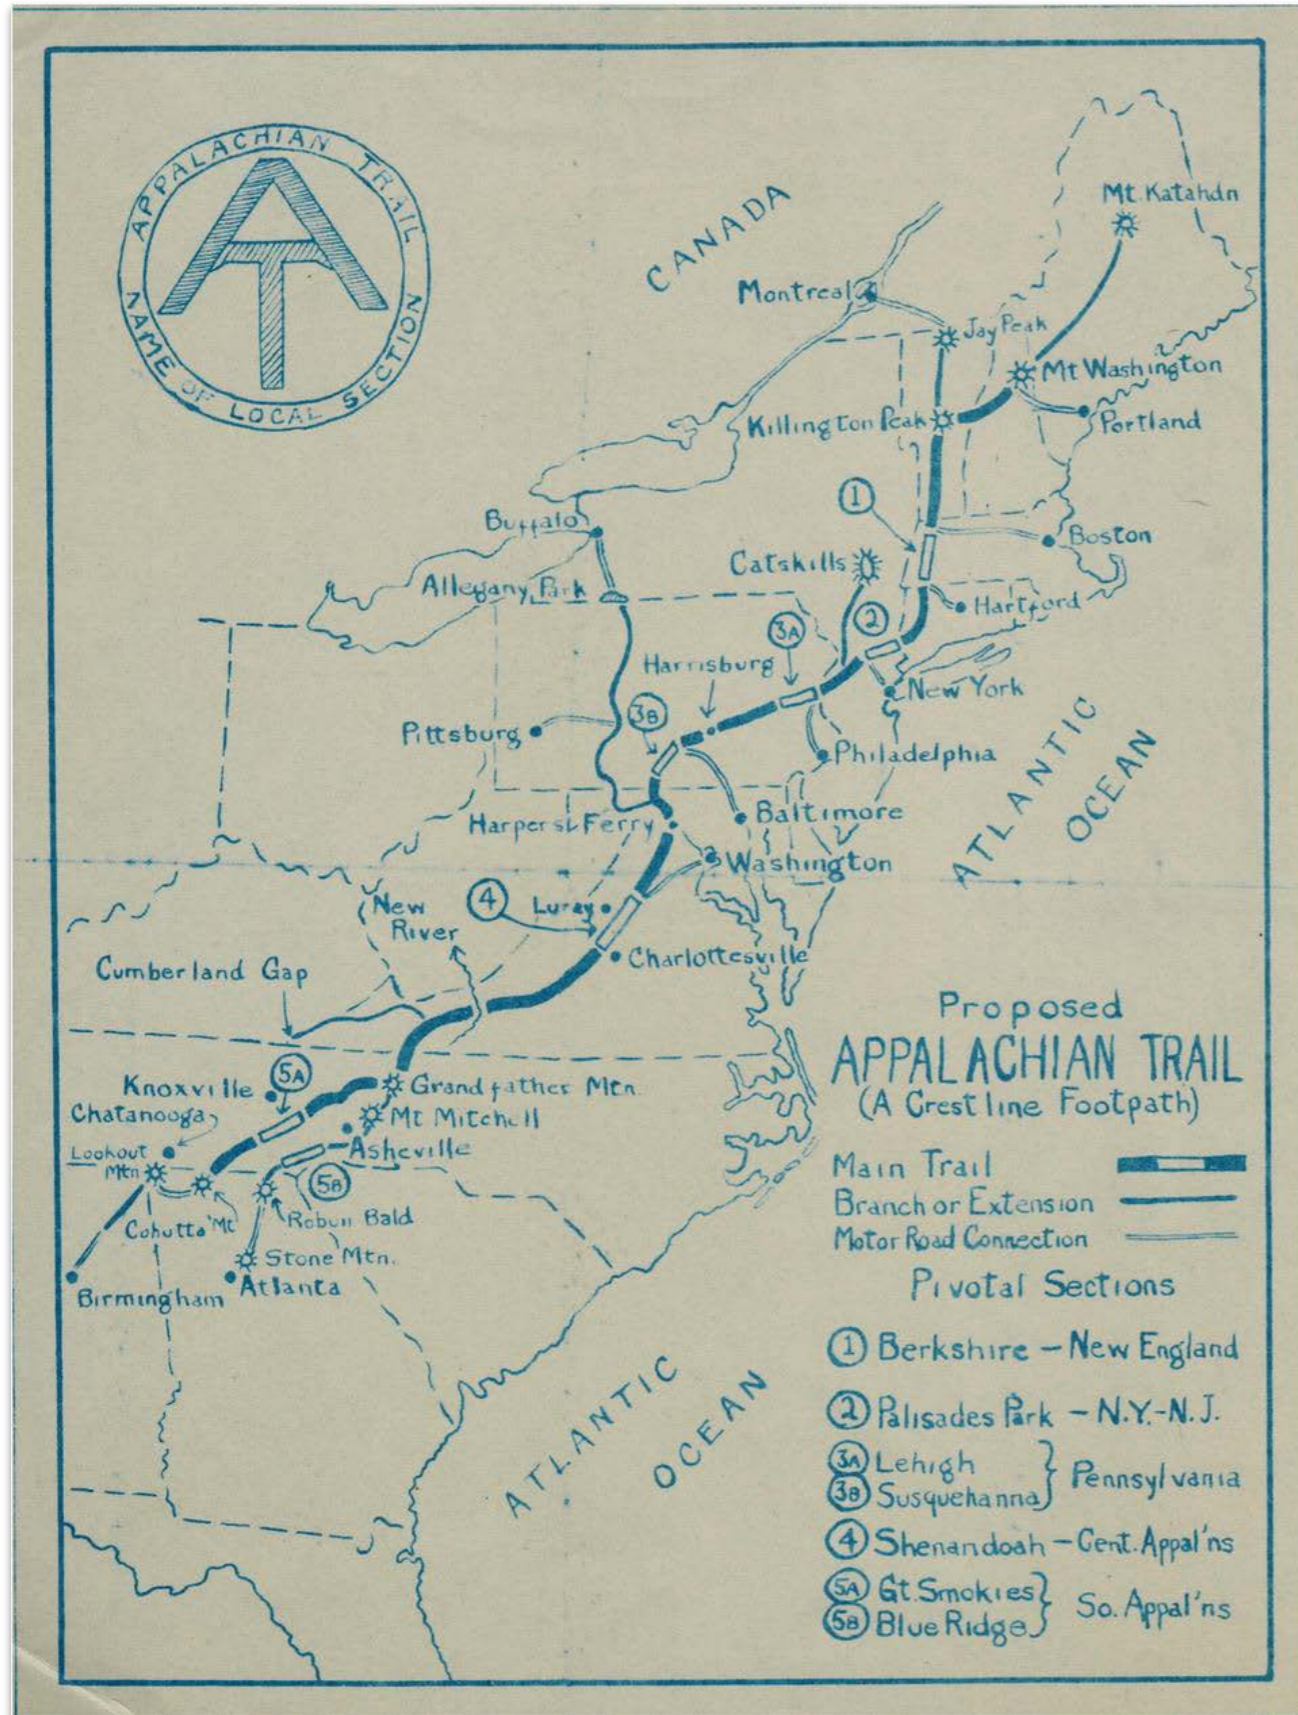 APPALACHIAN TRAIL
NAME OF LOCAL SECTION
AT
CANADA
Mt. Katahdn
Montreal
Jay Peak
Mt Washington
Killington Peak
Portland
1
Buffalo
Boston
Catskills
Allegany Park
Hartford
3A
2
Harrisburg
New York
3B
Pittsburg
Philadelphia
ATLANTIC
OCEAN
Harpers Ferry
Baltimore
Washington
4
Luray
New
River
Charlottesville
Cumberland Gap
5A
Knoxville
Grandfather Mtn.
Chatanooga
Mt Mitchell
Lookout
Mtn
Asheville
5B
Cohutta Mt
Robun Bald
Stone Mtn.
Atlanta
Birmingham
ATLANTIC
OCEAN
Proposed
APPALACHIAN TRAIL
(A Crestline Footpath)
Main Trail
Branch or Extension
Motor Road Connection
Pivotal Sections
1 Berkshire – New England
2 Palisades Park – N.Y.-N.J.
3A Lehigh
3B Susquehanna
Pennsylvania
4 Shenandoah – Cent. Appal'ns
5A Gt. Smokies
5B Blue Ridge
So. Appal'ns